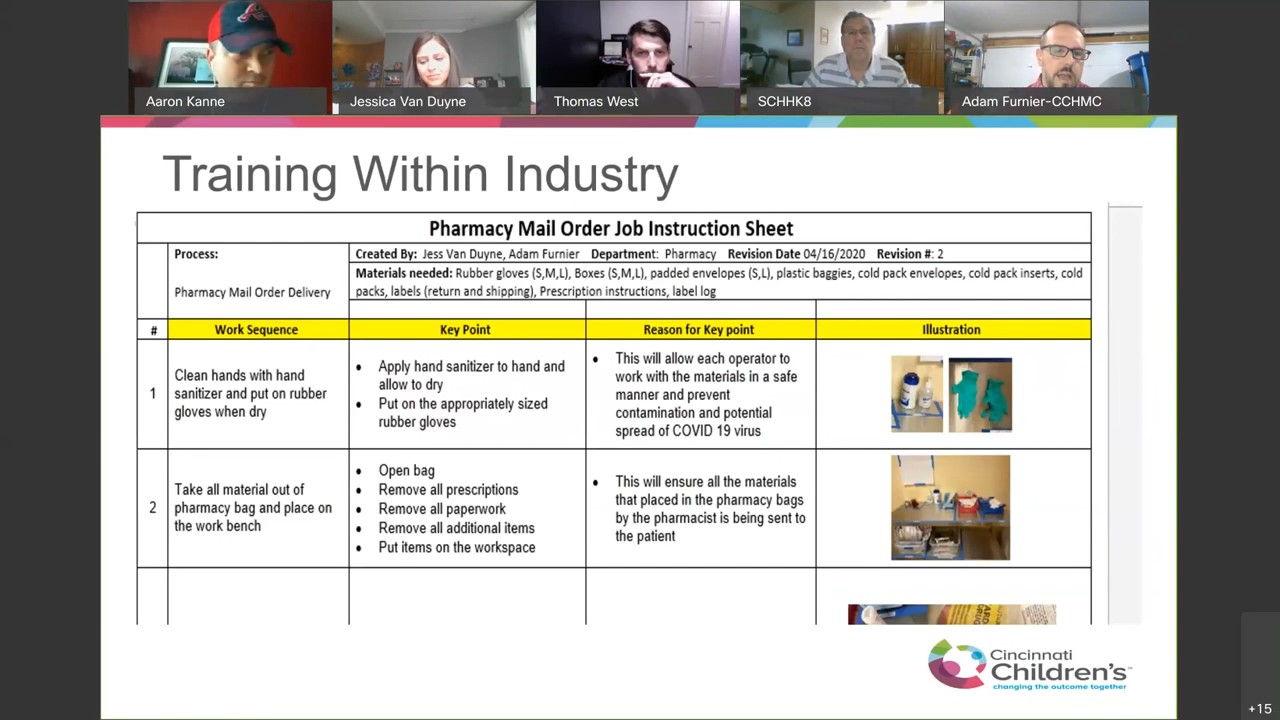 Aaron Kanne
Jessica Van Duyne
Thomas West
SCHHK8
Adam Furnier-CCHMC
Training Within Industry
Pharmacy Mail Order Job Instruction Sheet
Process:
Pharmacy Mail Order Delivery
Created By: Jess Van Duyne, Adam Furnier Department: Pharmacy Revision Date 04/16/2020 Revision #: 2
Materials needed: Rubber gloves (S,M,L), Boxes (S,M,L), padded envelopes (S,L), plastic baggies, cold pack envelopes, cold pack inserts, cold
packs, labels (return and shipping), Prescription instructions, label log
# Work Sequence Key Point Reason for Key point Illustration
1
Clean hands with hand
sanitizer and put on rubber
gloves when dry
• Apply hand sanitizer to hand and
allow to dry
• Put on the appropriately sized
rubber gloves
• This will allow each operator to
work with the materials in a safe
manner and prevent
contamination and potential
spread of COVID 19 virus
2
Take all material out of
pharmacy bag and place on
the work bench
• Open bag
• Remove all prescriptions
• Remove all paperwork
• Remove all additional items
• Put items on the workspace
• This will ensure all the materials
that placed in the pharmacy bags
by the pharmacist is being sent to
the patient
Cincinnati
Children's
changing the outcome together
+15